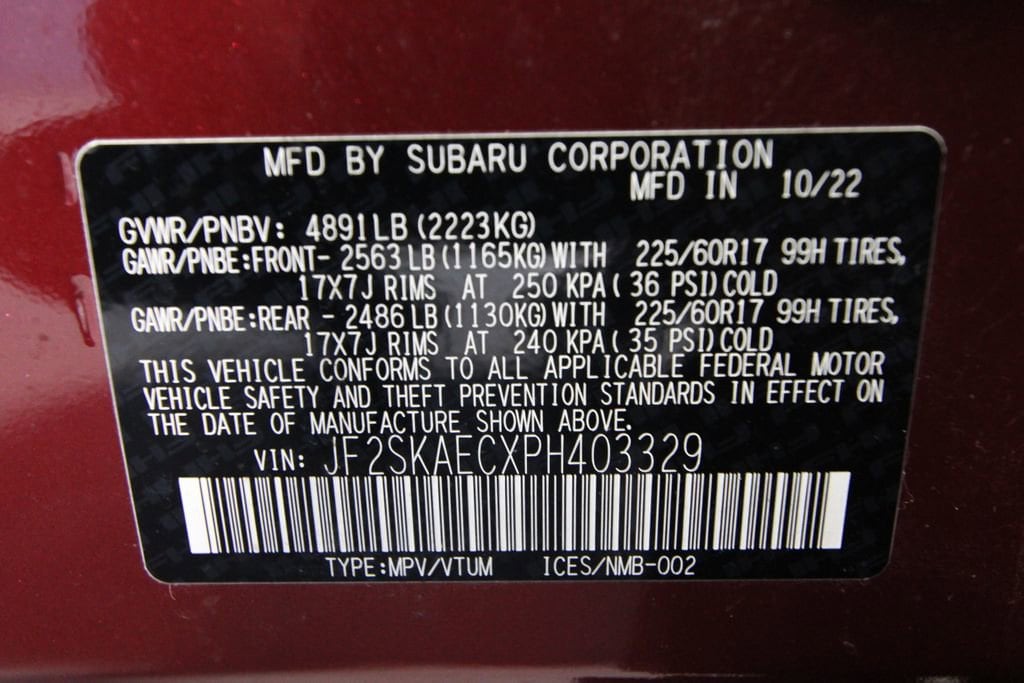 MFD BY SUBARU CORPORATION
MFD IN 10/22
GVWR/PNBV: 4891LB (2223KG)
GAWR/PNBE:FRONT- 2563 LB (1165KG) WITH 225/60R17 99H TIRES,
17X7J RIMS AT 250 KPA ( 36 PSI) COLD
GAWR/PNBE:REAR - 2486 LB (1130KG) WITH 225/60R17 99H TIRES,
17X7J RIMS AT 240 KPA ( 35 PSI) COLD
THIS VEHICLE CONFORMS TO ALL APPLICABLE FEDERAL MOTOR
VEHICLE SAFETY AND THEFT PREVENTION STANDARDS IN EFFECT ON
THE DATE OF MANUFACTURE SHOWN ABOVE.
VIN: JF2SKAECXPH403329
TYPE:MPV/VTUM ICES/NMB-002